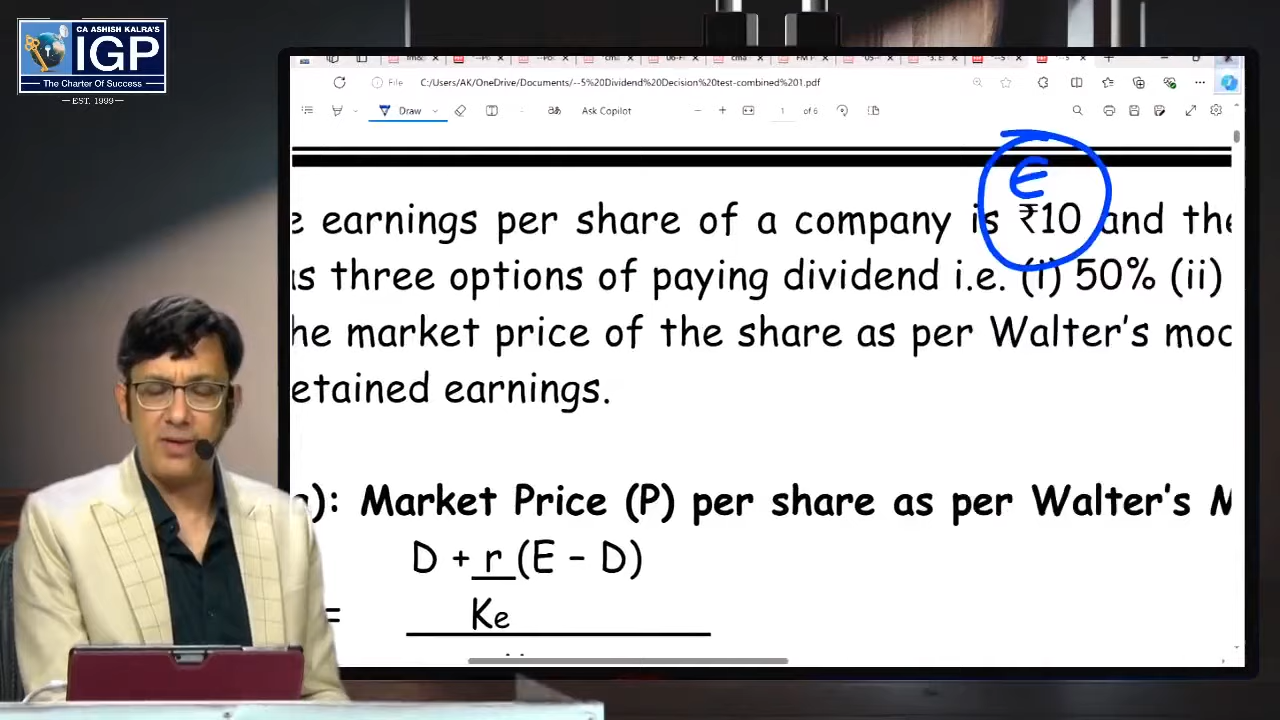 CA ASHISH KALRA'S
IGP
The Charter Of Success
EST. 1999
File C:/Users/AK/OneDrive/Documents/--5%20Dividend%20Decision%20test-combined%201.pdf
Draw Ask Copilot 1 of 6
E
e earnings per share of a company is ₹10 and the
as three options of paying dividend i.e. (i) 50% (ii)
he market price of the share as per Walter's mod
etained earnings.
): Market Price (P) per share as per Walter's M
D + r (E – D)
= Ke